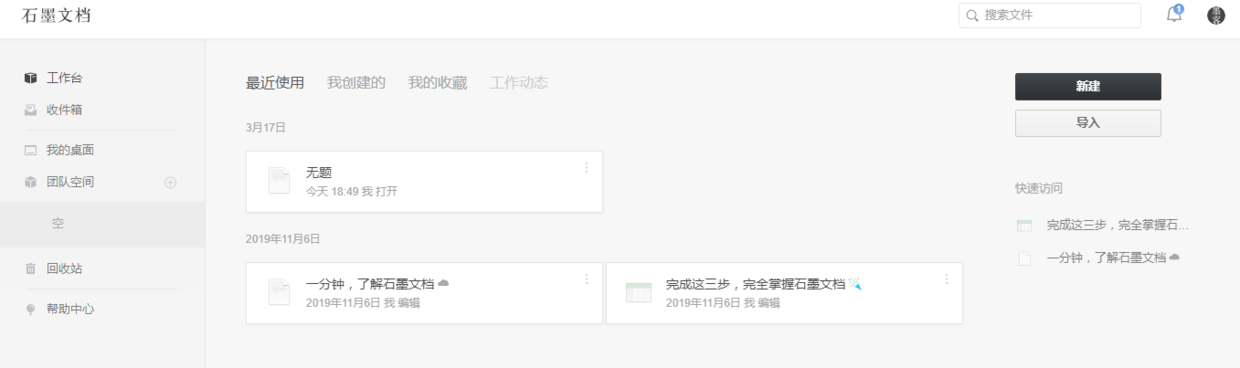 石墨文档
搜索文件
1
工作台
收件箱
我的桌面
团队空间
空
回收站
帮助中心
最近使用 我创建的 我的收藏 工作动态
3月17日
无题
今天 18:49 我 打开
2019年11月6日
一分钟，了解石墨文档
2019年11月6日 我 编辑
完成这三步，完全掌握石墨文档
2019年11月6日 我 编辑
新建
导入
快速访问
完成这三步，完全掌握石...
一分钟，了解石墨文档